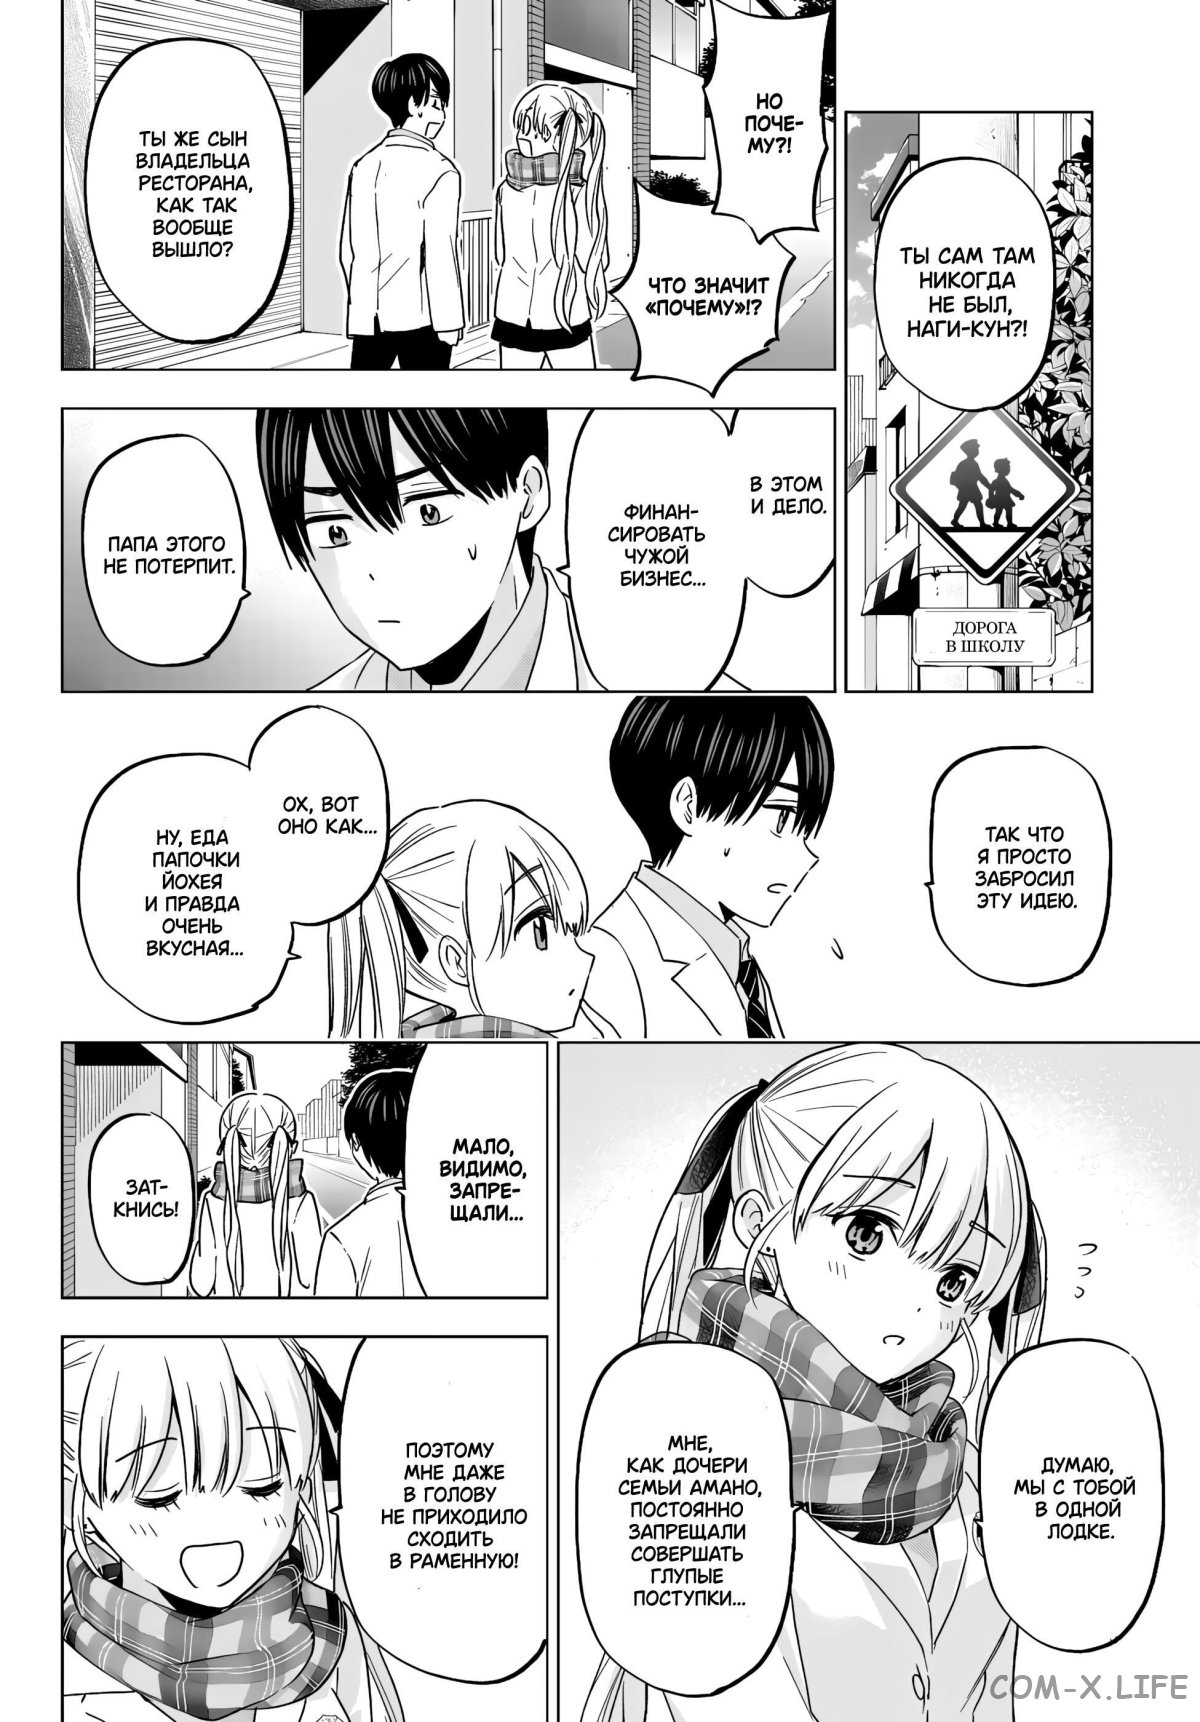 ТЫ САМ ТАМ
НИКОГДА
НЕ БЫЛ,
НАГИ-КУН?!
ДОРОГА
В ШКОЛУ
НО
ПОЧЕ-
МУ?!
ЧТО ЗНАЧИТ
«ПОЧЕМУ»!?
ТЫ ЖЕ СЫН
ВЛАДЕЛЬЦА
РЕСТОРАНА,
КАК ТАК
ВООБЩЕ
ВЫШЛО?
В ЭТОМ
И ДЕЛО.
ФИНАН-
СИРОВАТЬ
ЧУЖОЙ
БИЗНЕС...
ПАПА ЭТОГО
НЕ ПОТЕРПИТ.
ТАК ЧТО
Я ПРОСТО
ЗАБРОСИЛ
ЭТУ ИДЕЮ.
ОХ, ВОТ
ОНО КАК...
НУ, ЕДА
ПАПОЧКИ
ЙОХЕЯ
И ПРАВДА
ОЧЕНЬ
ВКУСНАЯ...
ДУМАЮ,
МЫ С ТОБОЙ
В ОДНОЙ
ЛОДКЕ.
МНЕ,
КАК ДОЧЕРИ
СЕМЬИ АМАНО,
ПОСТОЯННО
ЗАПРЕЩАЛИ
СОВЕРШАТЬ
ГЛУПЫЕ
ПОСТУПКИ...
МАЛО,
ВИДИМО,
ЗАПРЕ-
ЩАЛИ...
ЗАТ-
КНИСЬ!
ПОЭТОМУ
МНЕ ДАЖЕ
В ГОЛОВУ
НЕ ПРИХОДИЛО
СХОДИТЬ
В РАМЕННУЮ!
COM-X.LIFE